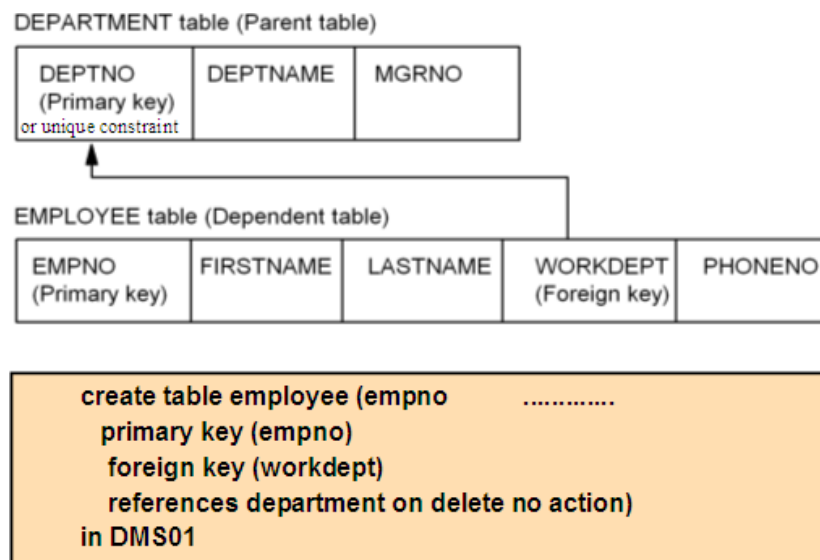 DEPARTMENT table (Parent table)
DEPTNO DEPTNAME MGRNO
(Primary key)
or unique constraint
EMPLOYEE table (Dependent table)
EMPNO FIRSTNAME LASTNAME WORKDEPT PHONENO
(Primary key) (Foreign key)
create table employee (empno .............
primary key (empno)
foreign key (workdept)
references department on delete no action)
in DMS01